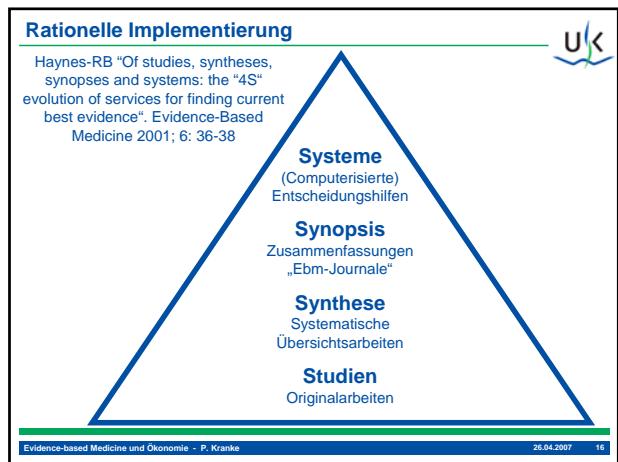 Rationelle Implementierung
UK
Haynes-RB “Of studies, syntheses,
synopses and systems: the “4S“
evolution of services for finding current
best evidence“. Evidence-Based
Medicine 2001; 6: 36-38
Systeme
(Computerisierte)
Entscheidungshilfen
Synopsis
Zusammenfassungen
„Ebm-Journale“
Synthese
Systematische
Übersichtsarbeiten
Studien
Originalarbeiten
Evidence-based Medicine und Ökonomie - P. Kranke 26.04.2007 16